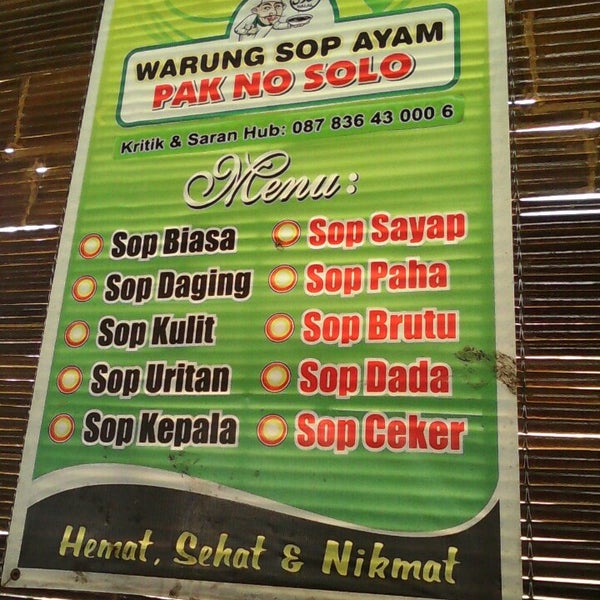 WARUNG SOP AYAM
PAK NO SOLO
Kritik & Saran Hub: 087 836 43 000 6
Menu:
Sop Biasa
Sop Daging
Sop Kulit
Sop Uritan
Sop Kepala
Sop Sayap
Sop Paha
Sop Brutu
Sop Dada
Sop Ceker
Hemat, Sehat & Nikmat